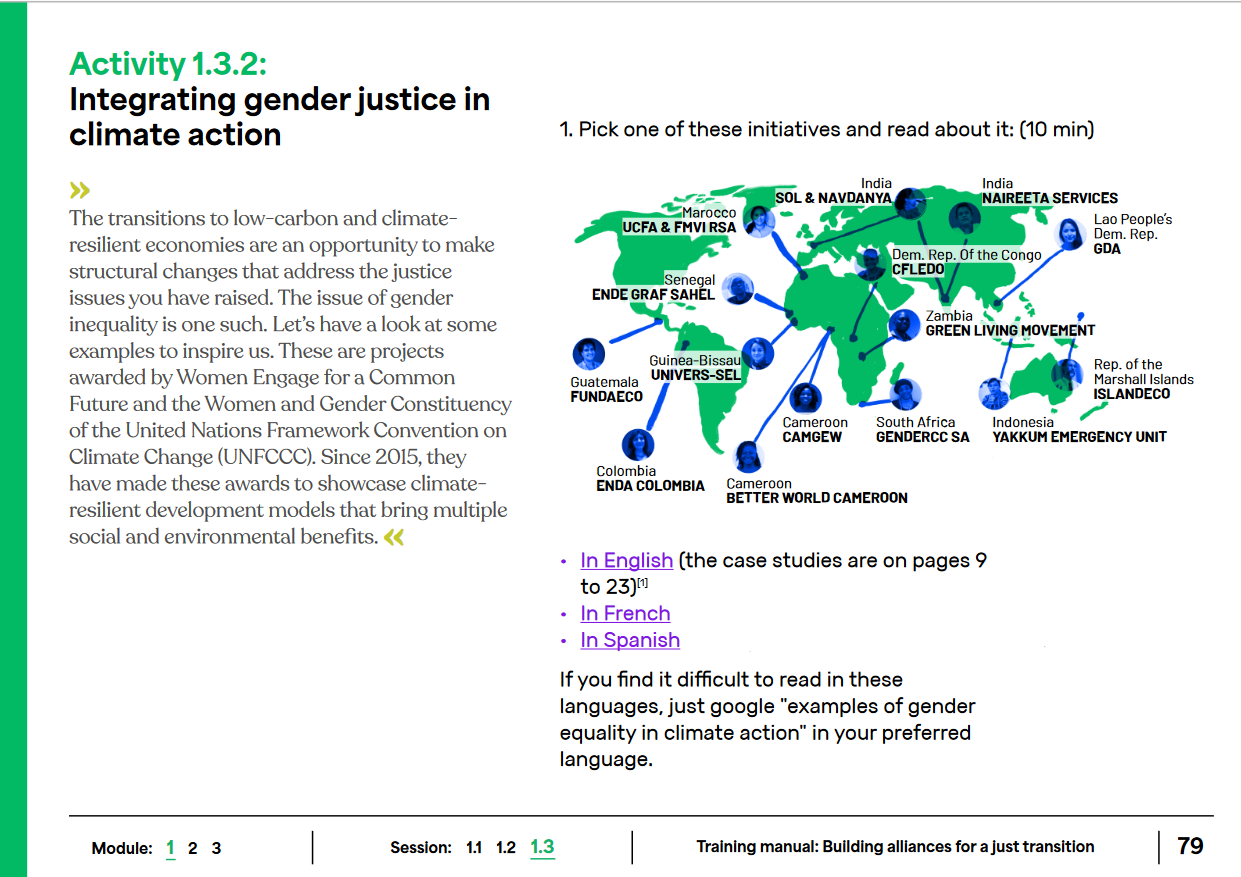 Activity 1.3.2:
Integrating gender justice in
climate action
»
The transitions to low-carbon and climate-
resilient economies are an opportunity to make
structural changes that address the justice
issues you have raised. The issue of gender
inequality is one such. Let's have a look at some
examples to inspire us. These are projects
awarded by Women Engage for a Common
Future and the Women and Gender Constituency
of the United Nations Framework Convention on
Climate Change (UNFCCC). Since 2015, they
have made these awards to showcase climate-
resilient development models that bring multiple
social and environmental benefits. «
1. Pick one of these initiatives and read about it: (10 min)
India
SOL & NAVDANYA
India
NAIREETA SERVICES
Marocco
UCFA & FMVI RSA
Lao People's
Dem. Rep.
GDA
Dem. Rep. Of the Congo
CFLEDO
Senegal
ENDE GRAF SAHEL
Zambia
GREEN LIVING MOVEMENT
Guinea-Bissau
UNIVERS-SEL
Guatemala
FUNDAECO
Rep. of the
Marshall Islands
ISLANDECO
Cameroon
CAMGEW
South Africa
GENDERCC SA
Indonesia
YAKKUM EMERGENCY UNIT
Colombia
ENDA COLOMBIA
Cameroon
BETTER WORLD CAMEROON
• In English (the case studies are on pages 9
to 23)[1]
• In French
• In Spanish
If you find it difficult to read in these
languages, just google "examples of gender
equality in climate action" in your preferred
language.
Module: 1 2 3
Session: 1.1 1.2 1.3
Training manual: Building alliances for a just transition
79